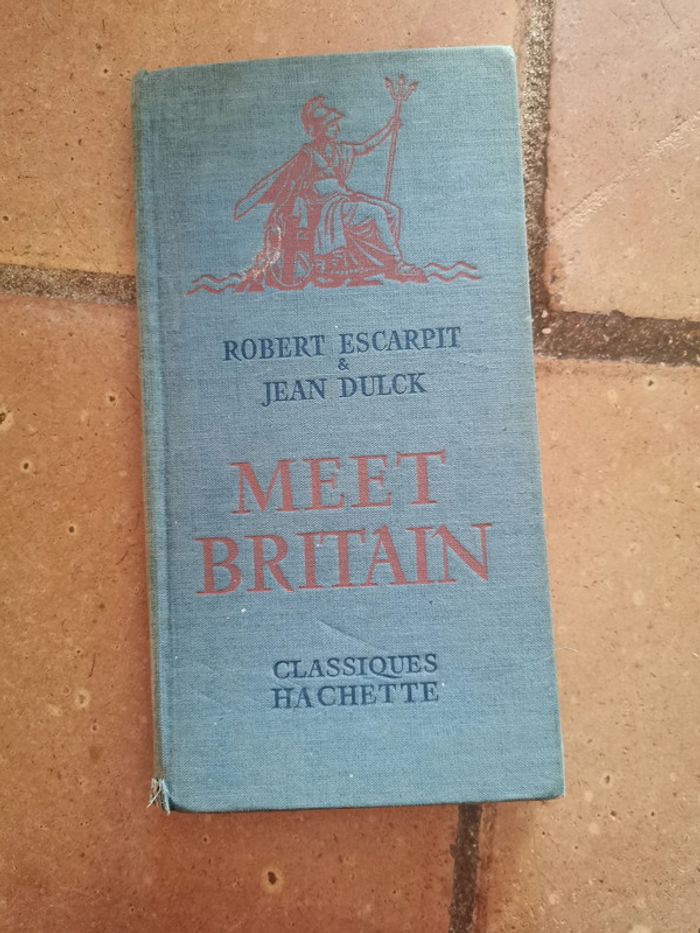 ROBERT ESCARPIT
&
JEAN DULCK
MEET
BRITAIN
CLASSIQUES
HACHETTE